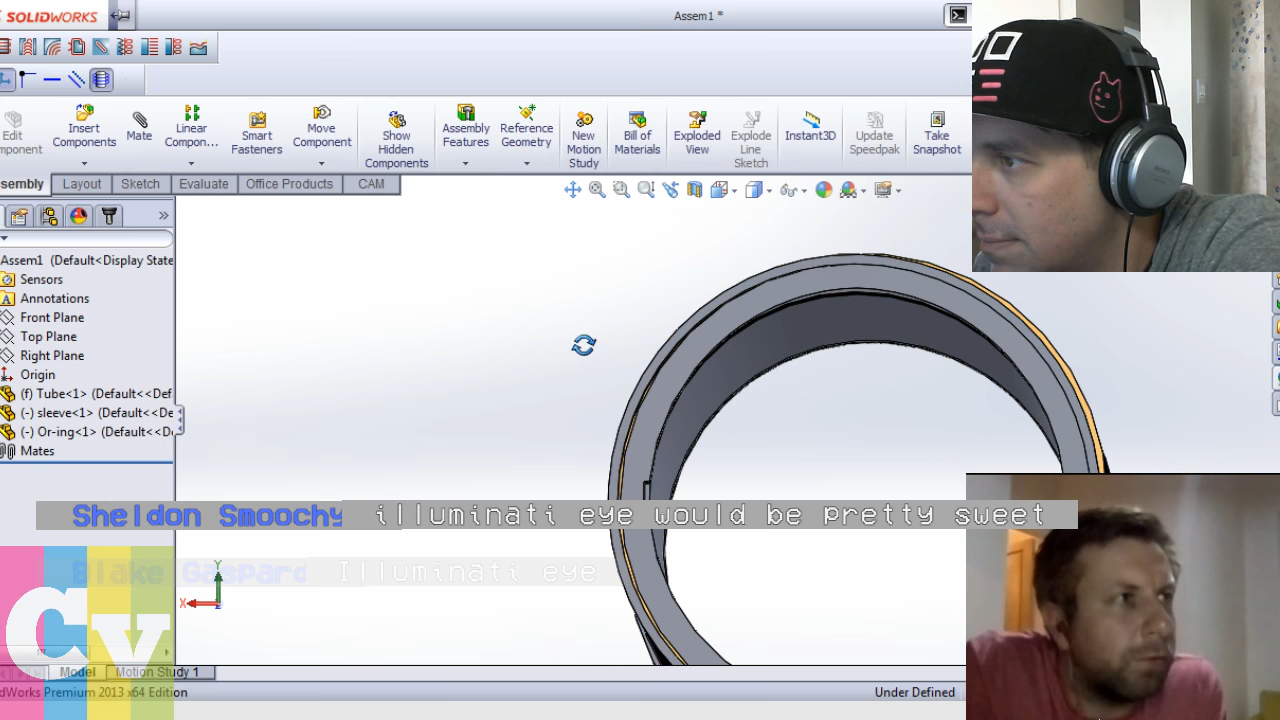 SOLIDWORKS
Assem1 *
Edit
Component
Insert
Components
Mate
Linear
Compon...
Smart
Fasteners
Move
Component
Show
Hidden
Components
Assembly
Features
Reference
Geometry
New
Motion
Study
Bill of
Materials
Exploded
View
Explode
Line
Sketch
Instant3D
Update
Speedpak
Take
Snapshot
sembly Layout Sketch Evaluate Office Products CAM
Assem1 (Default<Display State
Sensors
Annotations
Front Plane
Top Plane
Right Plane
Origin
(f) Tube<1> (Default<<Def
(-) sleeve<1> (Default<<De
(-) Or-ing<1> (Default<<D
Mates
Sheldon Smoochy illuminati eye would be pretty sweet
Blake Gaspard Illuminati eye
Y
X
Z
CV
Model Motion Study 1
dWorks Premium 2013 x64 Edition
Under Defined
SONY